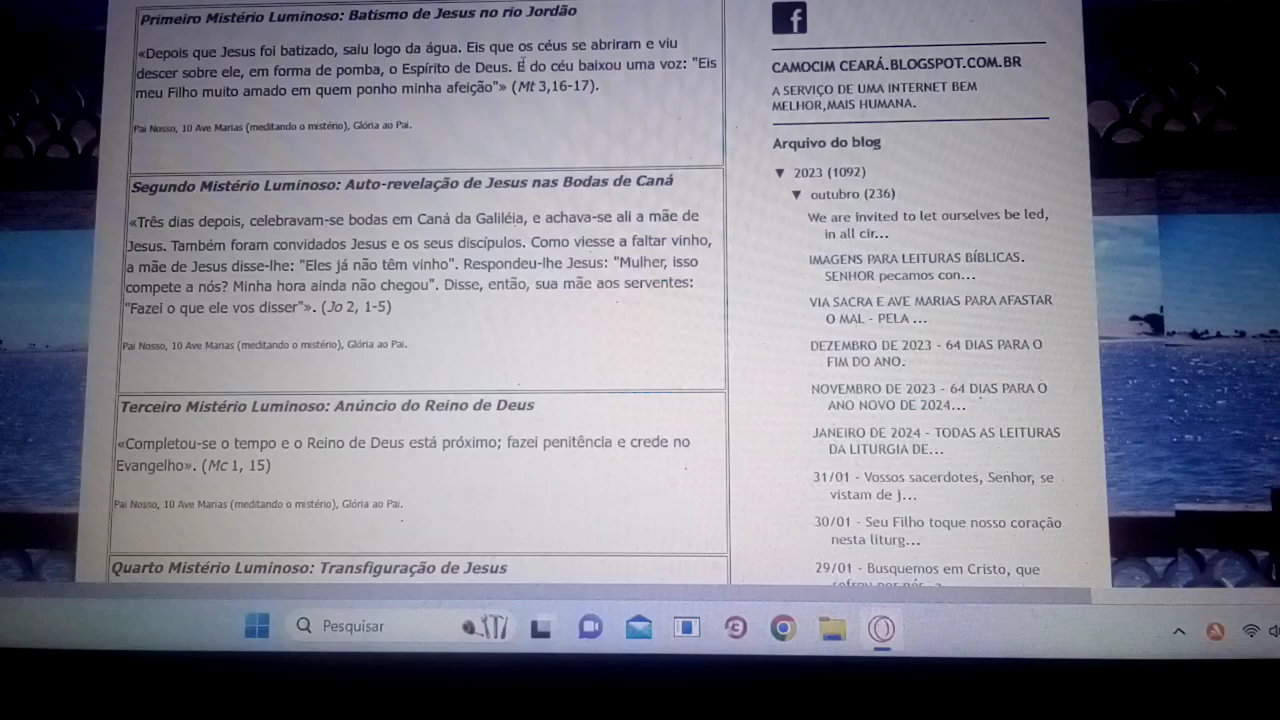 Primeiro Mistério Luminoso: Batismo de Jesus no rio Jordão
«Depois que Jesus foi batizado, saiu logo da água. Eis que os céus se abriram e viu
descer sobre ele, em forma de pomba, o Espírito de Deus. E do céu baixou uma voz: "Eis
meu Filho muito amado em quem ponho minha afeição"» (Mt 3,16-17).
Pai Nosso, 10 Ave Marias (meditando o mistério), Glória ao Pai.
Segundo Mistério Luminoso: Auto-revelação de Jesus nas Bodas de Caná
«Três dias depois, celebravam-se bodas em Caná da Galiléia, e achava-se ali a mãe de
Jesus. Também foram convidados Jesus e os seus discípulos. Como viesse a faltar vinho,
a mãe de Jesus disse-lhe: "Eles já não têm vinho". Respondeu-lhe Jesus: "Mulher, isso
compete a nós? Minha hora ainda não chegou". Disse, então, sua mãe aos serventes:
"Fazei o que ele vos disser"». (Jo 2, 1-5)
Pai Nosso, 10 Ave Marias (meditando o mistério), Glória ao Pai.
Terceiro Mistério Luminoso: Anúncio do Reino de Deus
«Completou-se o tempo e o Reino de Deus está próximo; fazei penitência e crede no
Evangelho». (Mc 1, 15)
Pai Nosso, 10 Ave Marias (meditando o mistério), Glória ao Pai.
Quarto Mistério Luminoso: Transfiguração de Jesus
f
CAMOCIM CEARÁ.BLOGSPOT.COM.BR
A SERVIÇO DE UMA INTERNET BEM
MELHOR,MAIS HUMANA.
Arquivo do blog
▼ 2023 (1092)
▼ outubro (236)
We are invited to let ourselves be led,
in all cir...
IMAGENS PARA LEITURAS BÍBLICAS.
SENHOR pecamos con...
VIA SACRA E AVE MARIAS PARA AFASTAR
O MAL - PELA ...
DEZEMBRO DE 2023 - 64 DIAS PARA O
FIM DO ANO.
NOVEMBRO DE 2023 - 64 DIAS PARA O
ANO NOVO DE 2024...
JANEIRO DE 2024 - TODAS AS LEITURAS
DA LITURGIA DE...
31/01 - Vossos sacerdotes, Senhor, se
vistam de j...
30/01 - Seu Filho toque nosso coração
nesta liturg...
29/01 - Busquemos em Cristo, que
Pesquisar